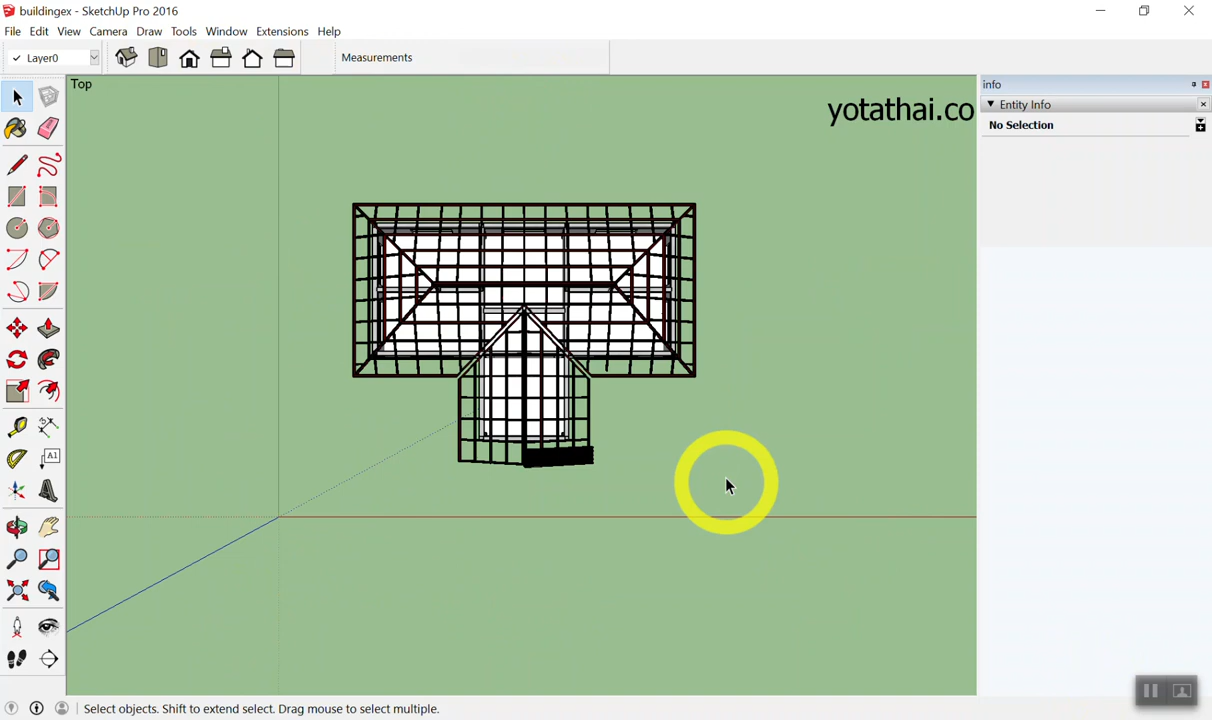 buildingex - SketchUp Pro 2016
File Edit View Camera Draw Tools Window Extensions Help
Layer0
Measurements
Top
yotathai.co
info
Entity Info
No Selection
A1
Select objects. Shift to extend select. Drag mouse to select multiple.